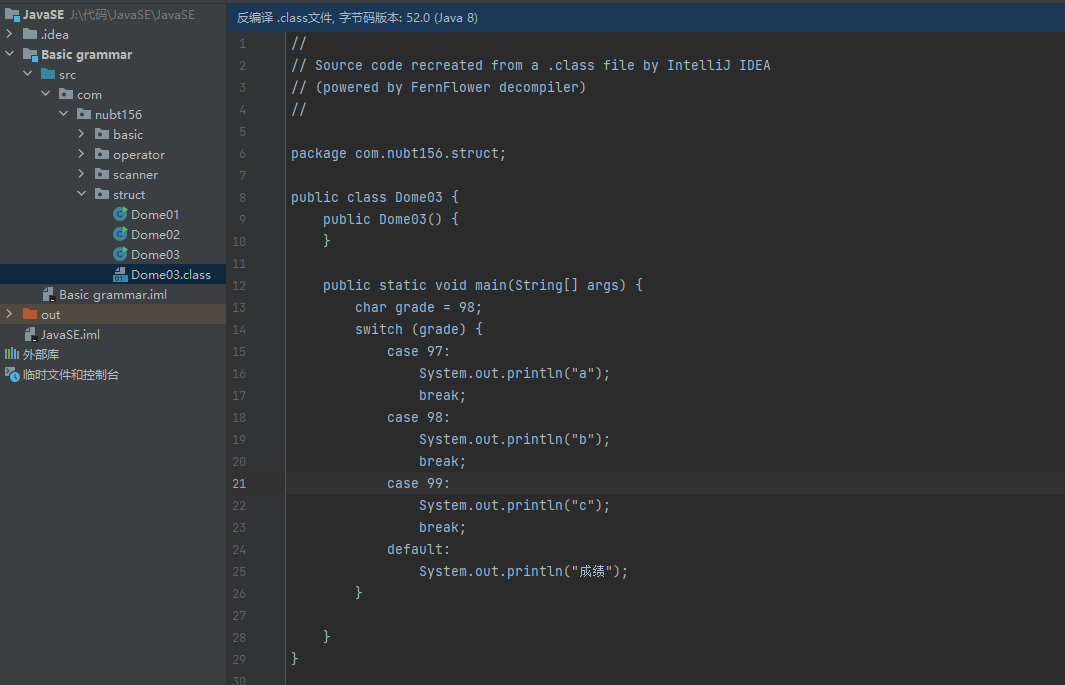 JavaSE J:\代码\JavaSE\JavaSE
.idea
Basic grammar
src
com
nubt156
basic
operator
scanner
struct
Dome01
Dome02
Dome03
Dome03.class
Basic grammar.iml
out
JavaSE.iml
外部库
临时文件和控制台
反编译 .class文件, 字节码版本: 52.0 (Java 8)
1 //
2 // Source code recreated from a .class file by IntelliJ IDEA
3 // (powered by FernFlower decompiler)
4 //
5
6 package com.nubt156.struct;
7
8 public class Dome03 {
9 public Dome03() {
10 }
11
12 public static void main(String[] args) {
13 char grade = 98;
14 switch (grade) {
15 case 97:
16 System.out.println("a");
17 break;
18 case 98:
19 System.out.println("b");
20 break;
21 case 99:
22 System.out.println("c");
23 break;
24 default:
25 System.out.println("成绩");
26 }
27
28 }
29 }
30